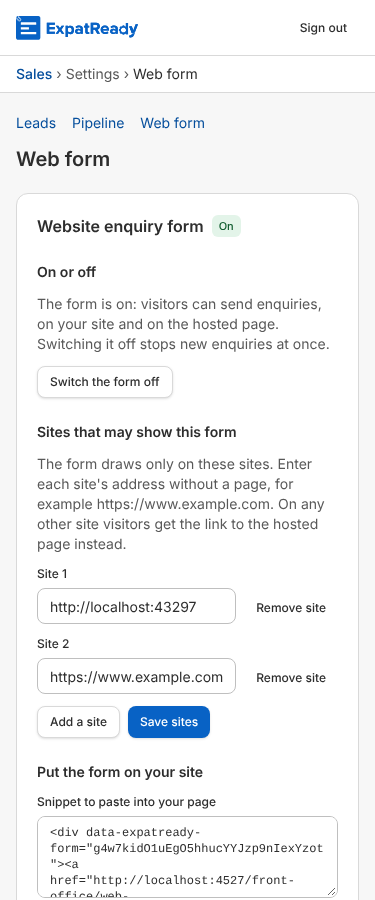 ExpatReady
Sign out
Sales › Settings › Web form
Leads Pipeline Web form
Web form
Website enquiry form On
On or off
The form is on: visitors can send enquiries,
on your site and on the hosted page.
Switching it off stops new enquiries at once.
Switch the form off
Sites that may show this form
The form draws only on these sites. Enter
each site's address without a page, for
example https://www.example.com. On any
other site visitors get the link to the hosted
page instead.
Site 1
http://localhost:43297 Remove site
Site 2
https://www.example.com Remove site
Add a site Save sites
Put the form on your site
Snippet to paste into your page
<div data-expatready-
form="g4w7kidO1uEgO5hhucYYJzp9nIexYzot
"><a
href="http://localhost:4527/front-
office/web-